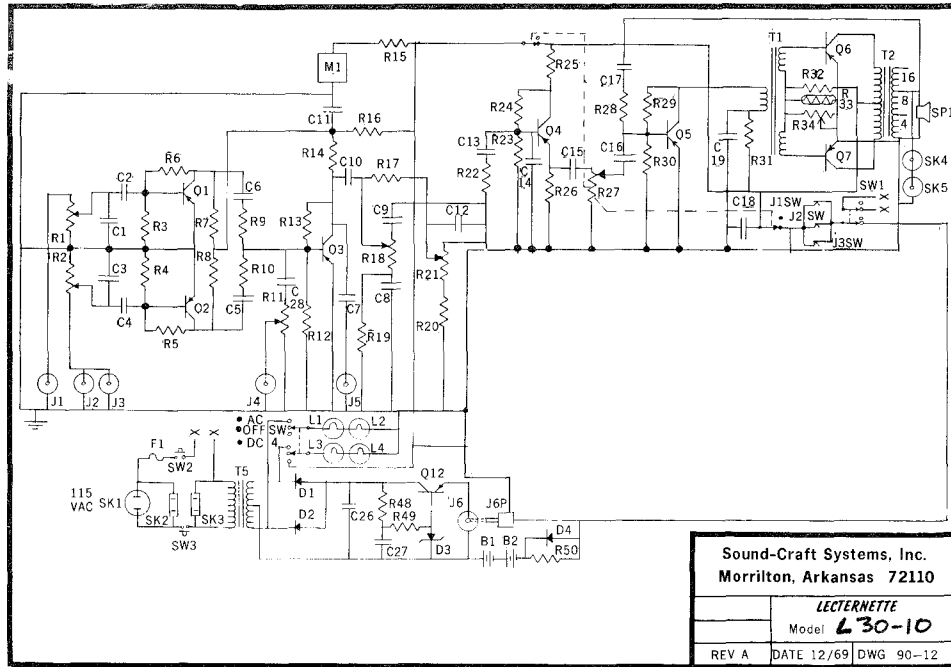 M1
R15
C11
R16
R14
C10
R17
R6
C2
Q1
C6
R1
C1
R3
R7
R9
R13
Q3
C9
R18
C12
R2
C3
R4
R8
R10
C8
R21
C4
Q2
C5
R11
C
28
R12
C7
R19
R20
R5
J1
J2
J3
J4
J5
R25
R24
C13
R23
R22
Q4
C
14
C15
R26
C17
R28
C16
R27
R29
Q5
R30
C
19
R31
T1
Q6
R32
R
33
R34
Q7
T2
16
8
4
SP1
SK4
SK5
SW1
X
X
C18
J1SW
J2
SW
J3SW
AC
OFF
DC
SW
4
L1
L2
L3
L4
X
X
F1
SW2
115
VAC
SK1
SK2
SK3
SW3
T5
D1
D2
C26
R48
R49
C27
Q12
D3
J6
J6P
B1
B2
D4
R50
Sound-Craft Systems, Inc.
Morrilton, Arkansas 72110
LECTERNETTE
Model L30-10
REV A
DATE 12/69
DWG 90-12